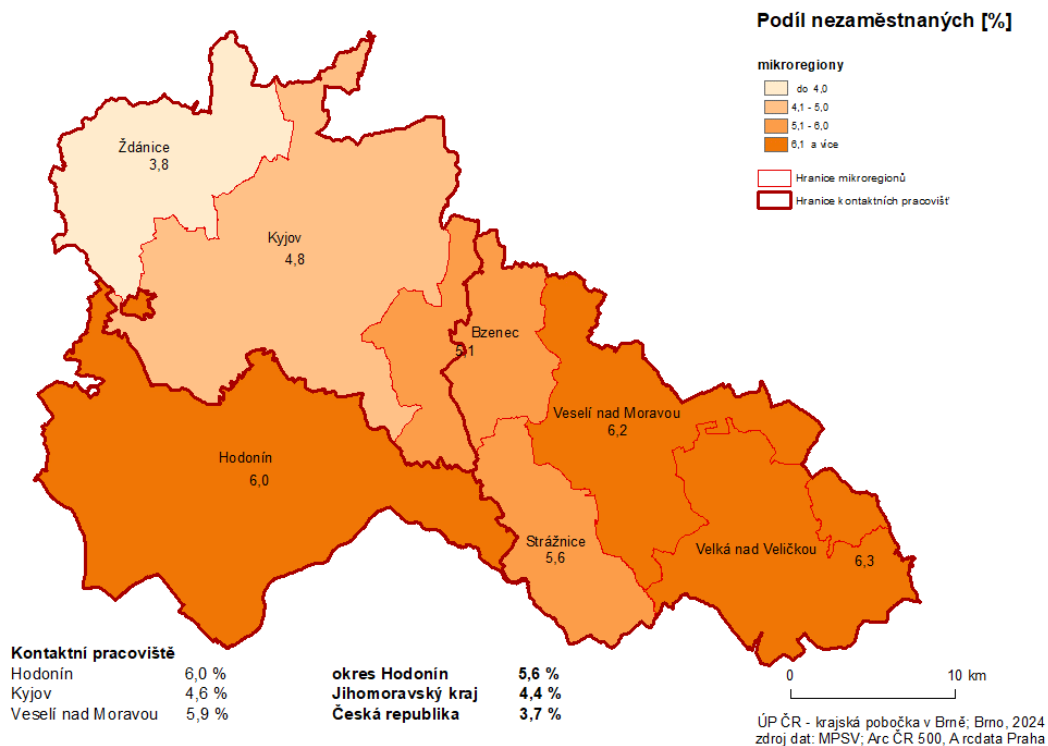 Podíl nezaměstnaných [%]
mikroregiony
do 4,0
4,1 - 5,0
5,1 - 6,0
6,1 a více
Hranice mikroregionů
Hranice kontaktních pracovišť
Ždánice
3,8
Kyjov
4,8
Bzenec
5,1
Veselí nad Moravou
6,2
Hodonín
6,0
Strážnice
5,6
Velká nad Veličkou
6,3
Kontaktní pracoviště
Hodonín 6,0 % okres Hodonín 5,6 %
Kyjov 4,6 % Jihomoravský kraj 4,4 %
Veselí nad Moravou 5,9 % Česká republika 3,7 %
0 10 km
ÚP ČR - krajská pobočka v Brně; Brno, 2024
zdroj dat: MPSV; Arc ČR 500, Arcdata Praha